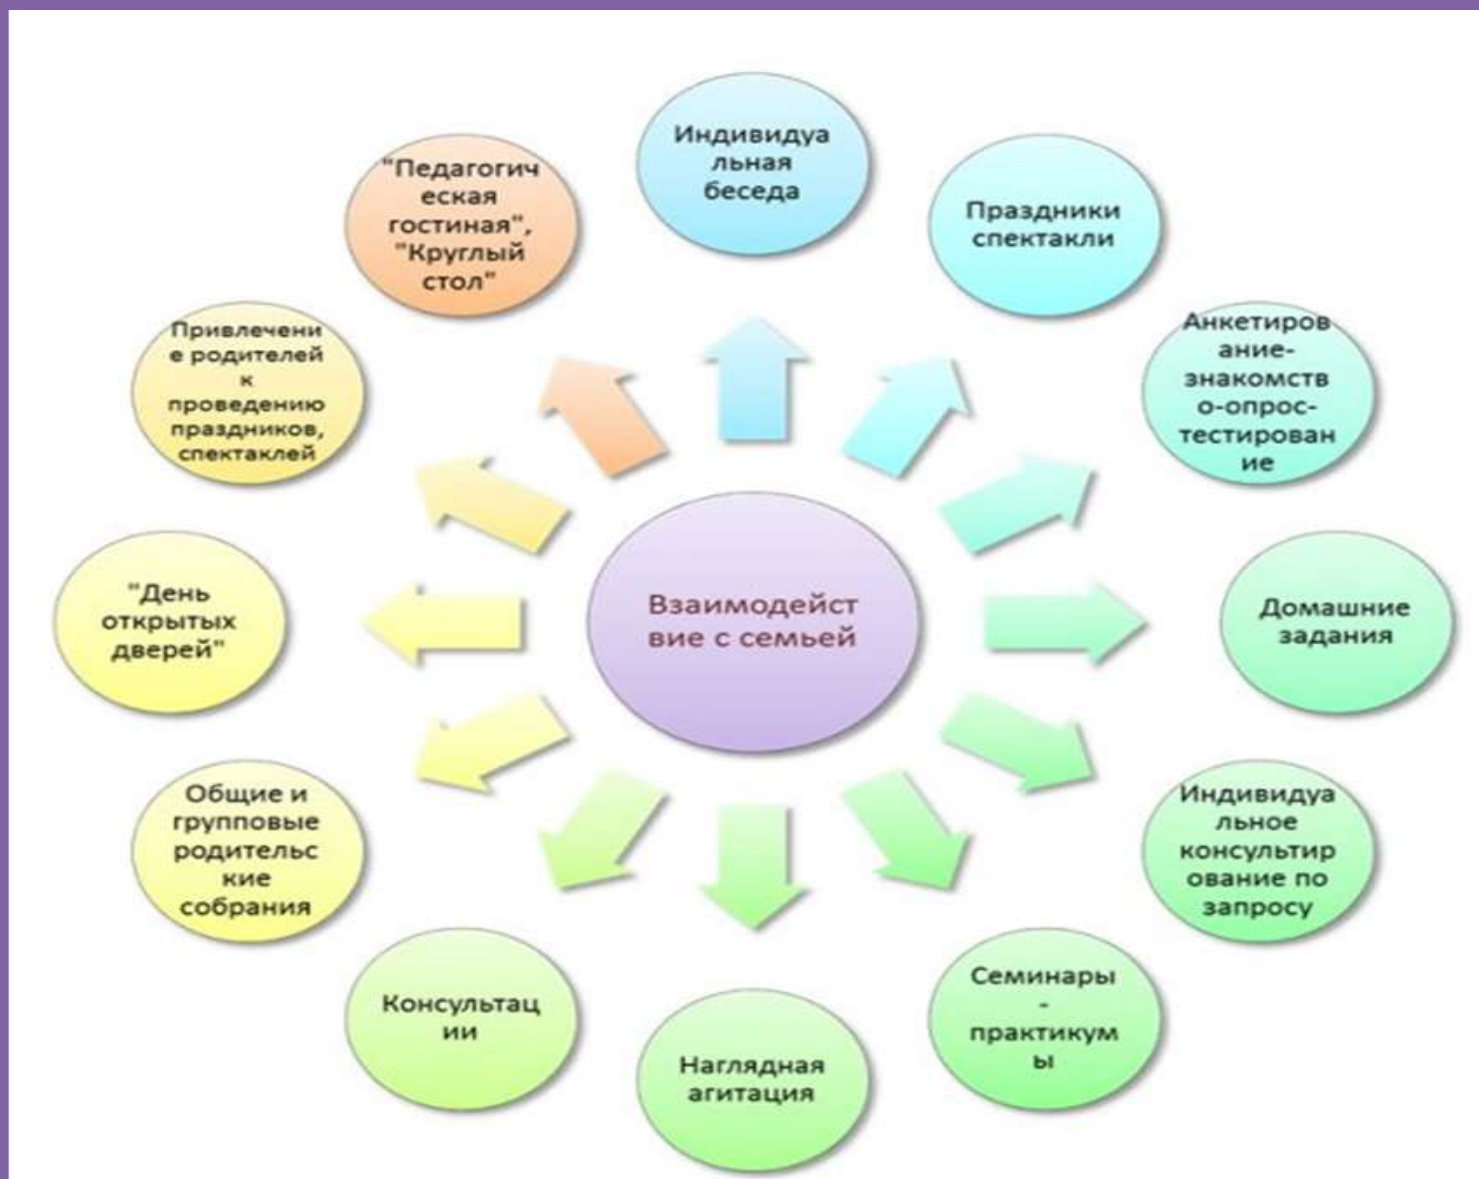 Индивидуа
льная
беседа
Праздники
спектакли
Анкетиров
ание-
знакомств
о-опрос-
тестирован
ие
Домашние
задания
Индивидуа
льное
консультир
ование по
запросу
Семинары
-
практикум
ы
Наглядная
агитация
Консультац
ии
Общие и
групповые
родительс
кие
собрания
"День
открытых
дверей"
Привлечени
е родителей
к
проведению
праздников,
спектаклей
"Педагогич
еская
гостиная",
"Круглый
стол"
Взаимодейст
вие с семьей